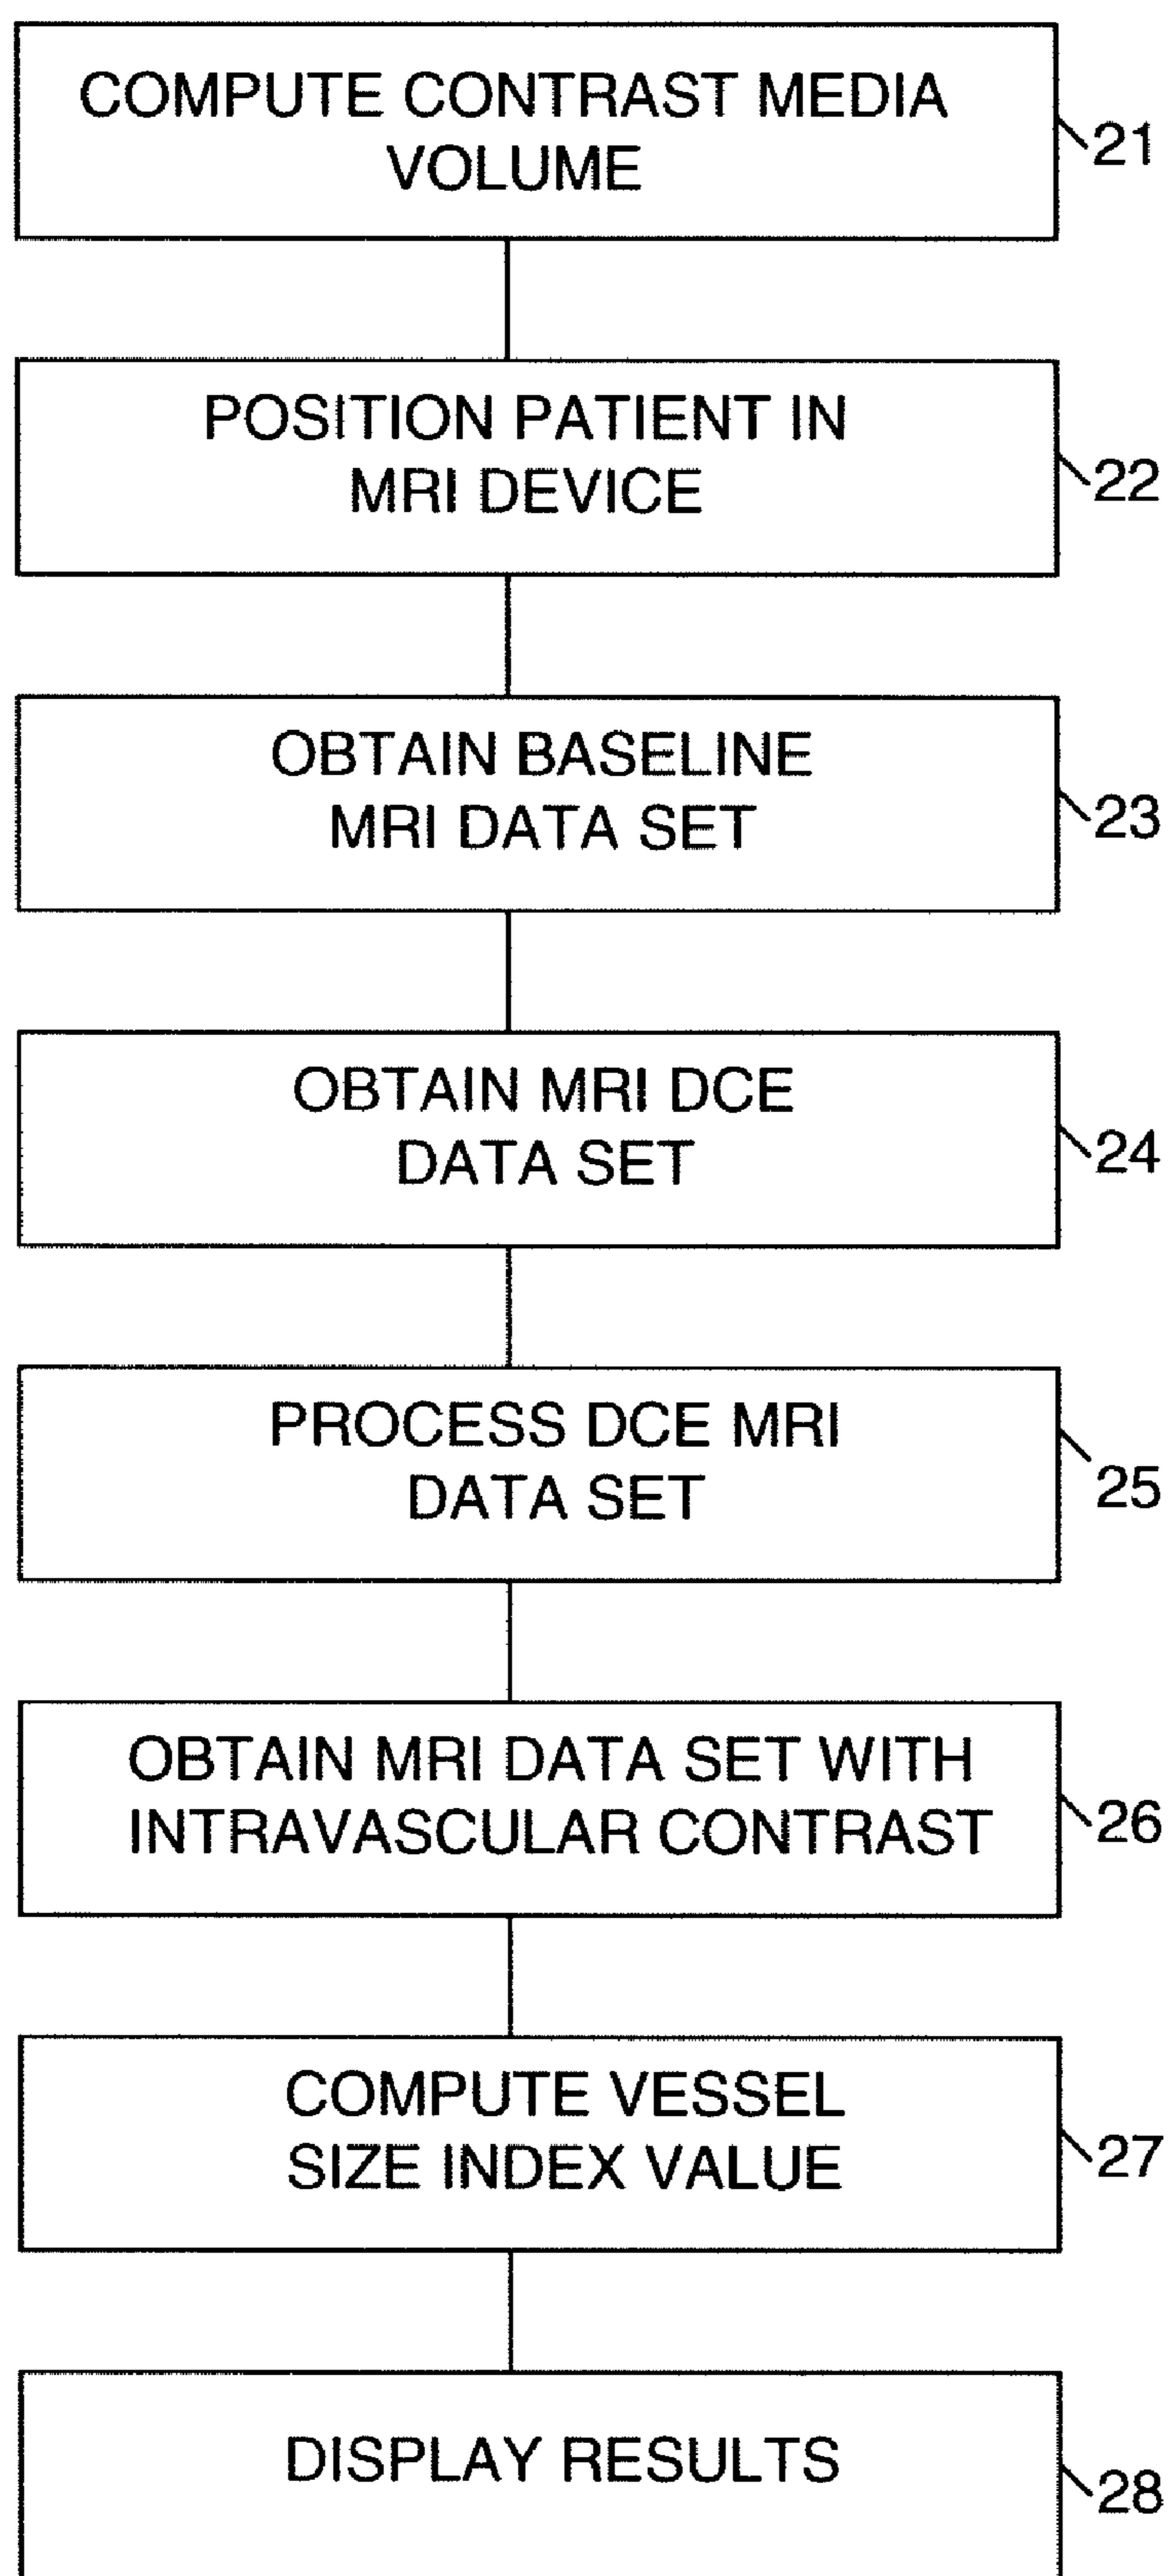 COMPUTE CONTRAST MEDIA
VOLUME
21
POSITION PATIENT IN
MRI DEVICE
22
OBTAIN BASELINE
MRI DATA SET
23
OBTAIN MRI DCE
DATA SET
24
PROCESS DCE MRI
DATA SET
25
OBTAIN MRI DATA SET WITH
INTRAVASCULAR CONTRAST
26
COMPUTE VESSEL
SIZE INDEX VALUE
27
DISPLAY RESULTS
28